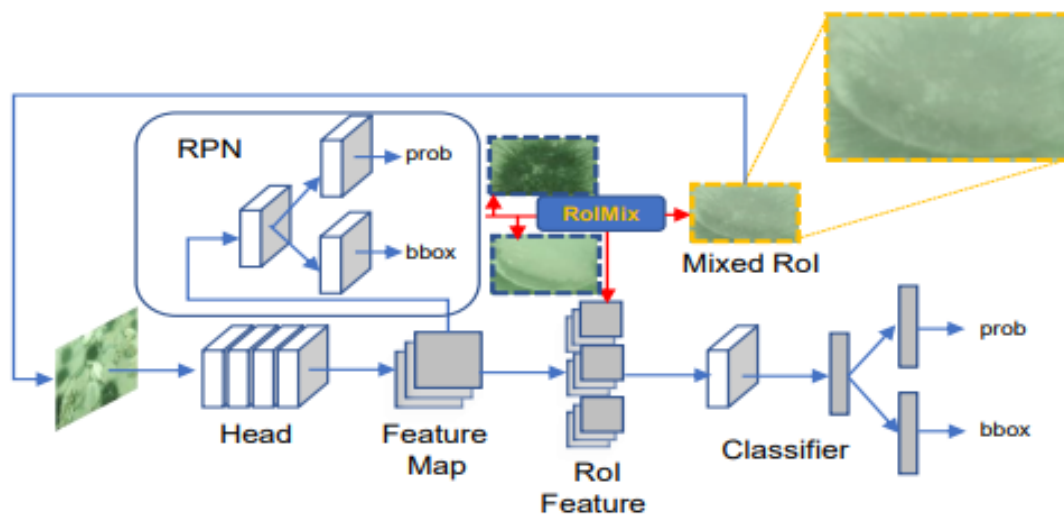 RPN
prob
bbox
RoIMix
Mixed RoI
Head
Feature
Map
RoI
Feature
Classifier
prob
bbox